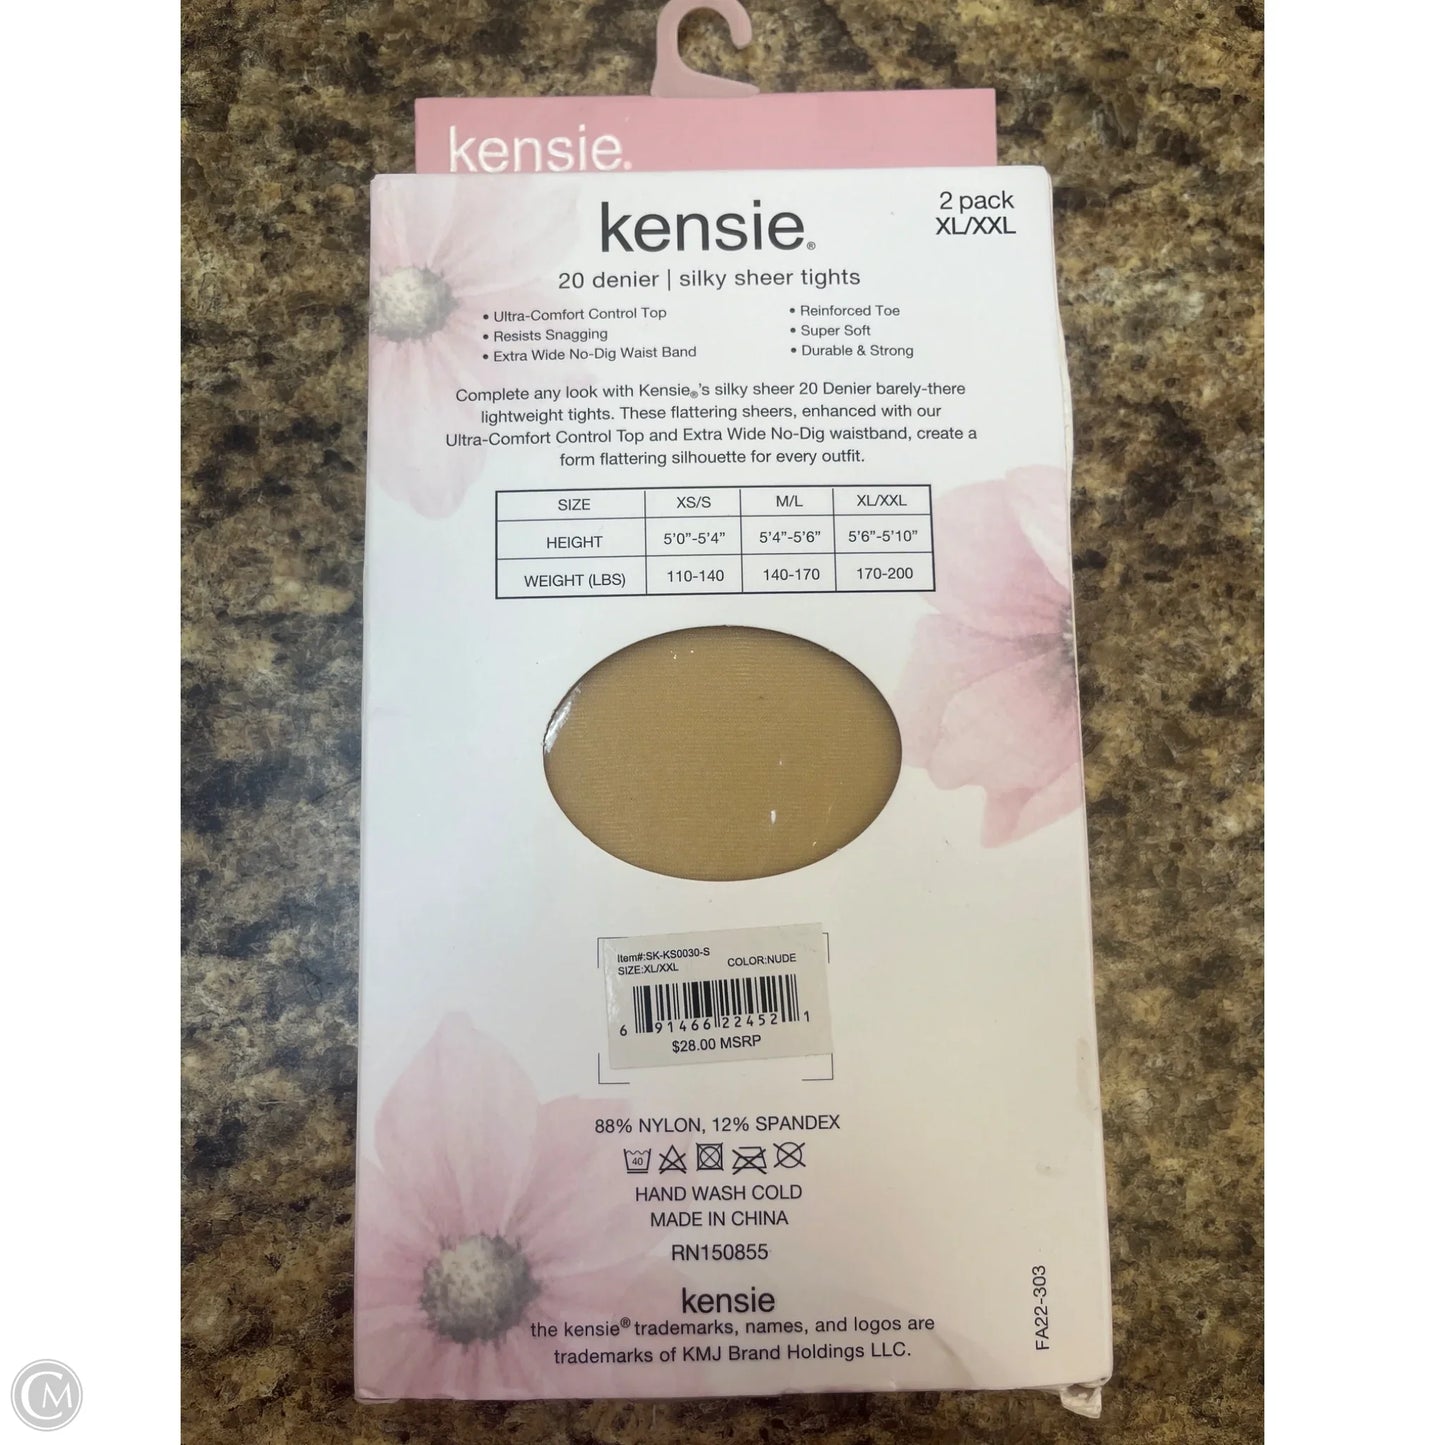 kensie.
kensie®
2 pack
XL/XXL
20 denier | silky sheer tights
• Ultra-Comfort Control Top
• Resists Snagging
• Extra Wide No-Dig Waist Band
• Reinforced Toe
• Super Soft
• Durable & Strong
Complete any look with Kensie®'s silky sheer 20 Denier barely-there
lightweight tights. These flattering sheers, enhanced with our
Ultra-Comfort Control Top and Extra Wide No-Dig waistband, create a
form flattering silhouette for every outfit.
SIZE XS/S M/L XL/XXL
HEIGHT 5'0"-5'4" 5'4"-5'6" 5'6"-5'10"
WEIGHT (LBS) 110-140 140-170 170-200
Item#:SK-KS0030-S
SIZE:XL/XXL COLOR:NUDE
6 91466 22452 1
$28.00 MSRP
88% NYLON, 12% SPANDEX
40
HAND WASH COLD
MADE IN CHINA
RN150855
kensie
the kensie® trademarks, names, and logos are
trademarks of KMJ Brand Holdings LLC.
FA22-303
CM